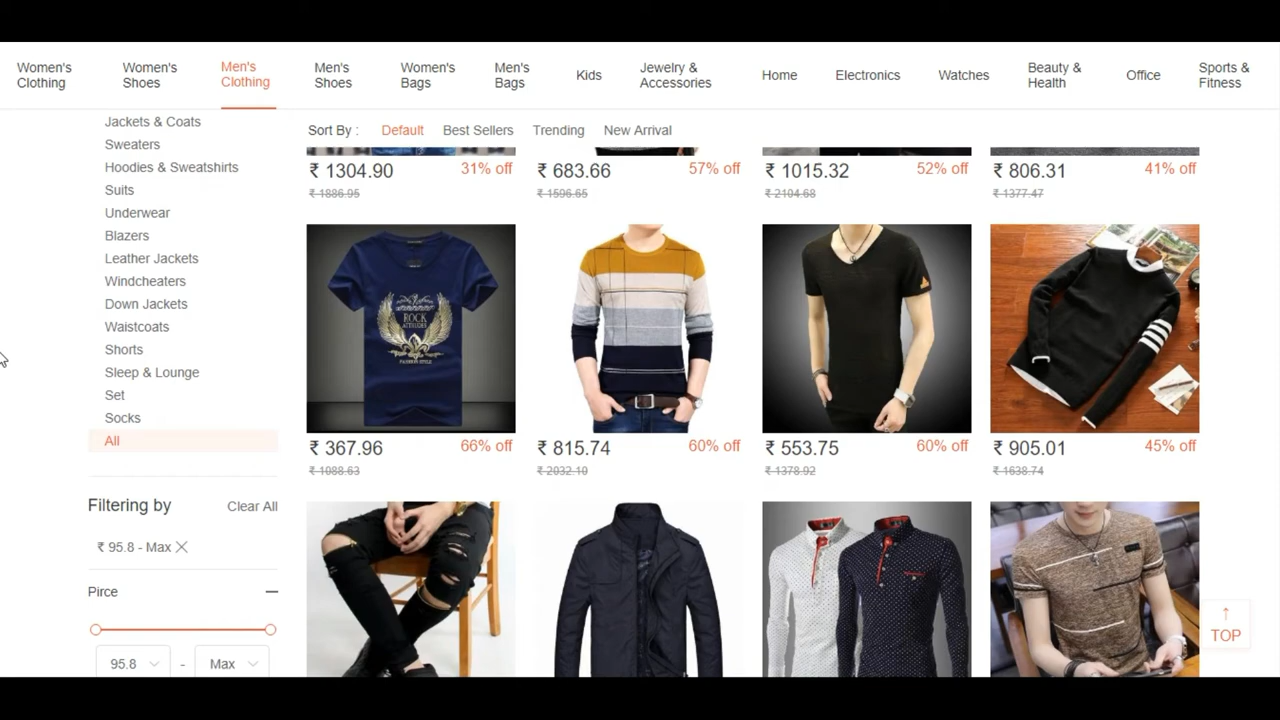 Women's
Clothing
Women's
Shoes
Men's
Clothing
Men's
Shoes
Women's
Bags
Men's
Bags
Kids
Jewelry &
Accessories
Home
Electronics
Watches
Beauty &
Health
Office
Sports &
Fitness
Jackets & Coats
Sweaters
Hoodies & Sweatshirts
Suits
Underwear
Blazers
Leather Jackets
Windcheaters
Down Jackets
Waistcoats
Shorts
Sleep & Lounge
Set
Socks
All
Filtering by Clear All
₹ 95.8 - Max
Pirce
95.8 - Max
Sort By : Default Best Sellers Trending New Arrival
₹ 1304.90 31% off
₹ 1886.95
₹ 683.66 57% off
₹ 1596.65
₹ 1015.32 52% off
₹ 2104.68
₹ 806.31 41% off
₹ 1377.47
ROCK
FASHION STYLE
₹ 367.96 66% off
₹ 1088.63
₹ 815.74 60% off
₹ 2032.10
₹ 553.75 60% off
₹ 1378.92
₹ 905.01 45% off
₹ 1638.74
↑
TOP